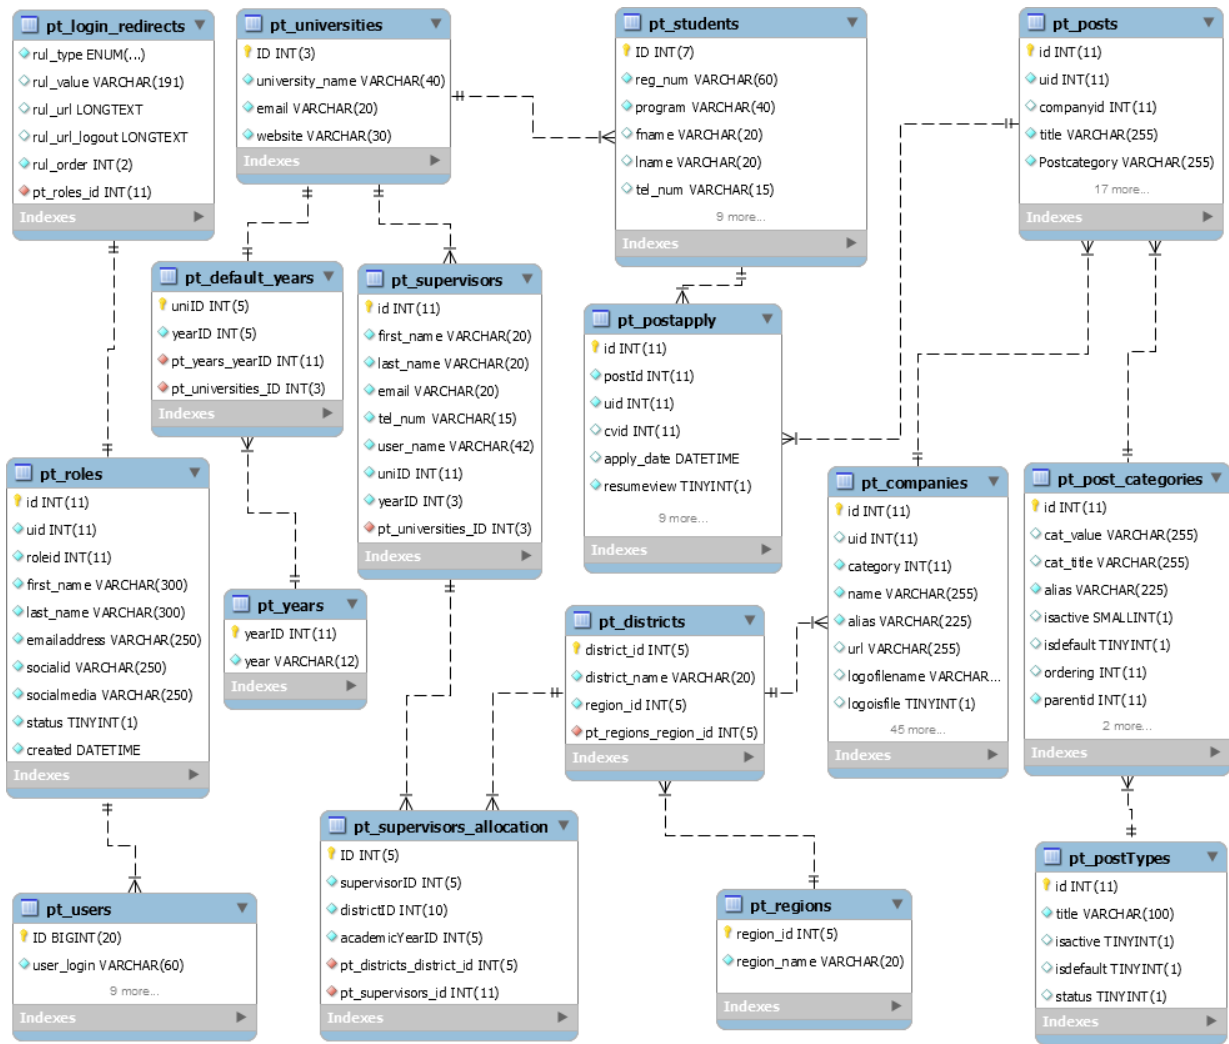 pt_login_redirects
rul_type ENUM(...)
rul_value VARCHAR(191)
rul_url LONGTEXT
rul_url_logout LONGTEXT
rul_order INT(2)
pt_roles_id INT(11)
Indexes
pt_universities
ID INT(3)
university_name VARCHAR(40)
email VARCHAR(20)
website VARCHAR(30)
Indexes
pt_students
ID INT(7)
reg_num VARCHAR(60)
program VARCHAR(40)
fname VARCHAR(20)
lname VARCHAR(20)
tel_num VARCHAR(15)
9 more...
Indexes
pt_posts
id INT(11)
uid INT(11)
companyid INT(11)
title VARCHAR(255)
Postcategory VARCHAR(255)
17 more...
Indexes
pt_default_years
uniID INT(5)
yearID INT(5)
pt_years_yearID INT(11)
pt_universities_ID INT(3)
Indexes
pt_supervisors
id INT(11)
first_name VARCHAR(20)
last_name VARCHAR(20)
email VARCHAR(20)
tel_num VARCHAR(15)
user_name VARCHAR(42)
uniID INT(11)
yearID INT(3)
pt_universities_ID INT(3)
Indexes
pt_postapply
id INT(11)
postId INT(11)
uid INT(11)
cvid INT(11)
apply_date DATETIME
resumeview TINYINT(1)
9 more...
Indexes
pt_roles
id INT(11)
uid INT(11)
roleid INT(11)
first_name VARCHAR(300)
last_name VARCHAR(300)
emailaddress VARCHAR(250)
socialid VARCHAR(250)
socialmedia VARCHAR(250)
status TINYINT(1)
created DATETIME
Indexes
pt_years
yearID INT(11)
year VARCHAR(12)
Indexes
pt_districts
district_id INT(5)
district_name VARCHAR(20)
region_id INT(5)
pt_regions_region_id INT(5)
Indexes
pt_companies
id INT(11)
uid INT(11)
category INT(11)
name VARCHAR(255)
alias VARCHAR(225)
url VARCHAR(255)
logofilename VARCHAR...
logoisfile TINYINT(1)
45 more...
Indexes
pt_post_categories
id INT(11)
cat_value VARCHAR(255)
cat_title VARCHAR(255)
alias VARCHAR(225)
isactive SMALLINT(1)
isdefault TINYINT(1)
ordering INT(11)
parentid INT(11)
2 more...
Indexes
pt_users
ID BIGINT(20)
user_login VARCHAR(60)
9 more...
Indexes
pt_supervisors_allocation
ID INT(5)
supervisorID INT(5)
districtID INT(10)
academicYearID INT(5)
pt_districts_district_id INT(5)
pt_supervisors_id INT(11)
Indexes
pt_regions
region_id INT(5)
region_name VARCHAR(20)
Indexes
pt_postTypes
id INT(11)
title VARCHAR(100)
isactive TINYINT(1)
isdefault TINYINT(1)
status TINYINT(1)
Indexes